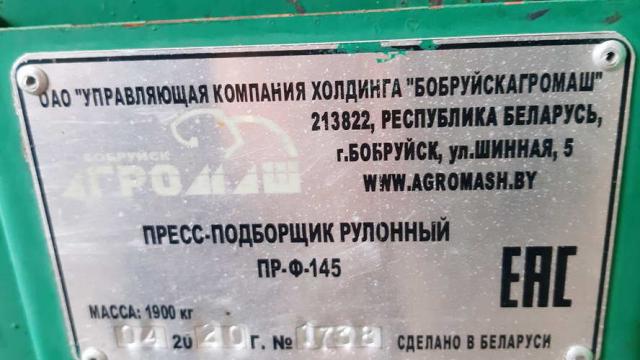 ОАО "УПРАВЛЯЮЩАЯ КОМПАНИЯ ХОЛДИНГА "БОБРУЙСКАГРОМАШ"
213822, РЕСПУБЛИКА БЕЛАРУСЬ,
г.БОБРУЙСК, ул.ШИННАЯ, 5
WWW.AGROMASH.BY
БОБРУЙСК
АГРОМАШ
ПРЕСС-ПОДБОРЩИК РУЛОННЫЙ
ПР-Ф-145
EAC
МАССА: 1900 кг
04 20 20 Г. № 1738 СДЕЛАНО В БЕЛАРУСИ